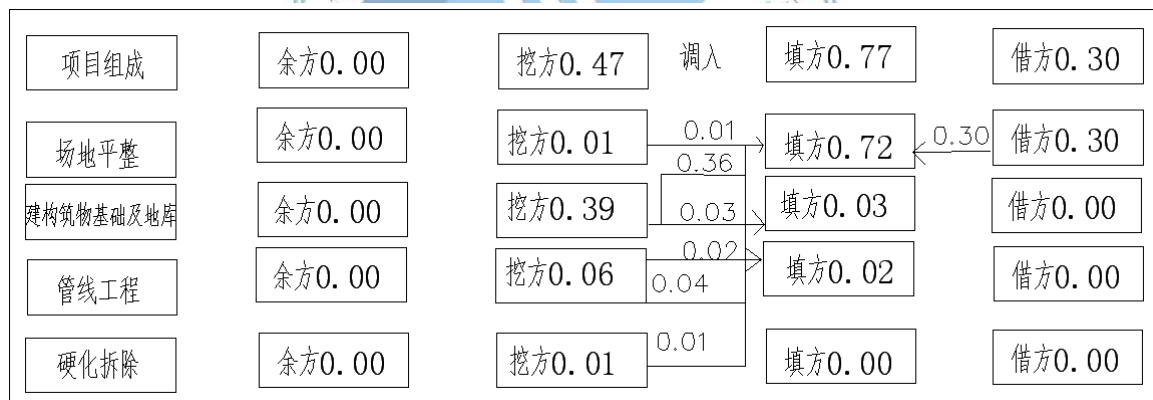 项目组成 余方0.00 挖方0.47 调入 填方0.77 借方0.30
场地平整 余方0.00 挖方0.01 0.01 填方0.72 0.30 借方0.30
0.36
建构筑物基础及地库 余方0.00 挖方0.39 0.03 填方0.03 借方0.00
管线工程 余方0.00 挖方0.06 0.02 填方0.02 借方0.00
0.04
硬化拆除 余方0.00 挖方0.01 0.01 填方0.00 借方0.00